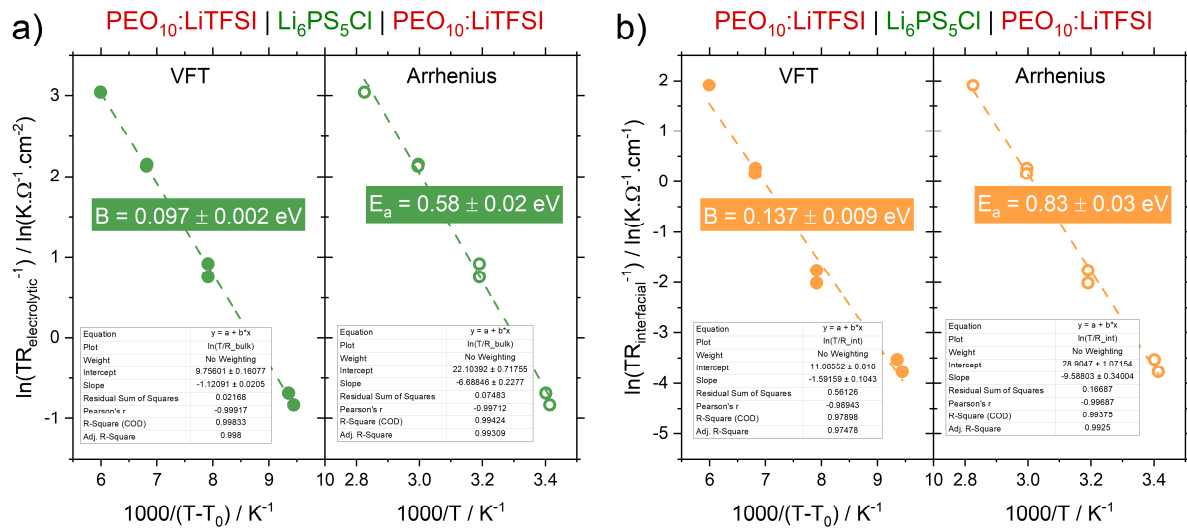 a)
PEO10:LiTFSI | Li6PS5Cl | PEO10:LiTFSI
VFT
Arrhenius
ln(TRelectrolytic-1) / ln(K.Ω-1.cm-2)
3
2
1
0
-1
B = 0.097 ± 0.002 eV
Ea = 0.58 ± 0.02 eV
Equation y = a + b*x
Plot ln(T/R_bulk)
Weight No Weighting
Intercept 9.75601 ± 0.16077
Slope -1.12091 ± 0.0205
Residual Sum of Squares 0.02168
Pearson's r -0.99917
R-Square (COD) 0.99833
Adj. R-Square 0.998
Equation y = a + b*x
Plot ln(T/R_bulk)
Weight No Weighting
Intercept 22.10392 ± 0.71755
Slope -6.68846 ± 0.2277
Residual Sum of Squares 0.07483
Pearson's r -0.99712
R-Square (COD) 0.99424
Adj. R-Square 0.99309
6 7 8 9 10
2.8 3.0 3.2 3.4
1000/(T-T0) / K-1
1000/T / K-1
b)
PEO10:LiTFSI | Li6PS5Cl | PEO10:LiTFSI
VFT
Arrhenius
ln(TRinterfacial-1) / ln(K.Ω-1.cm-1)
2
1
0
-1
-2
-3
-4
-5
B = 0.137 ± 0.009 eV
Ea = 0.83 ± 0.03 eV
Equation y = a + b*x
Plot ln(T/R_int)
Weight No Weighting
Intercept
Slope -1.59159 ± 0.1043
Residual Sum of Squares 0.56126
Pearson's r -0.98943
R-Square (COD) 0.97898
Adj. R-Square 0.97478
Equation y = a + b*x
Plot ln(T/R_int)
Weight No Weighting
Intercept 28.9047 ± 1.07154
Slope -9.58803 ± 0.34004
Residual Sum of Squares 0.16687
Pearson's r -0.99687
R-Square (COD) 0.99375
Adj. R-Square 0.9925
6 7 8 9 10
2.8 3.0 3.2 3.4
1000/(T-T0) / K-1
1000/T / K-1